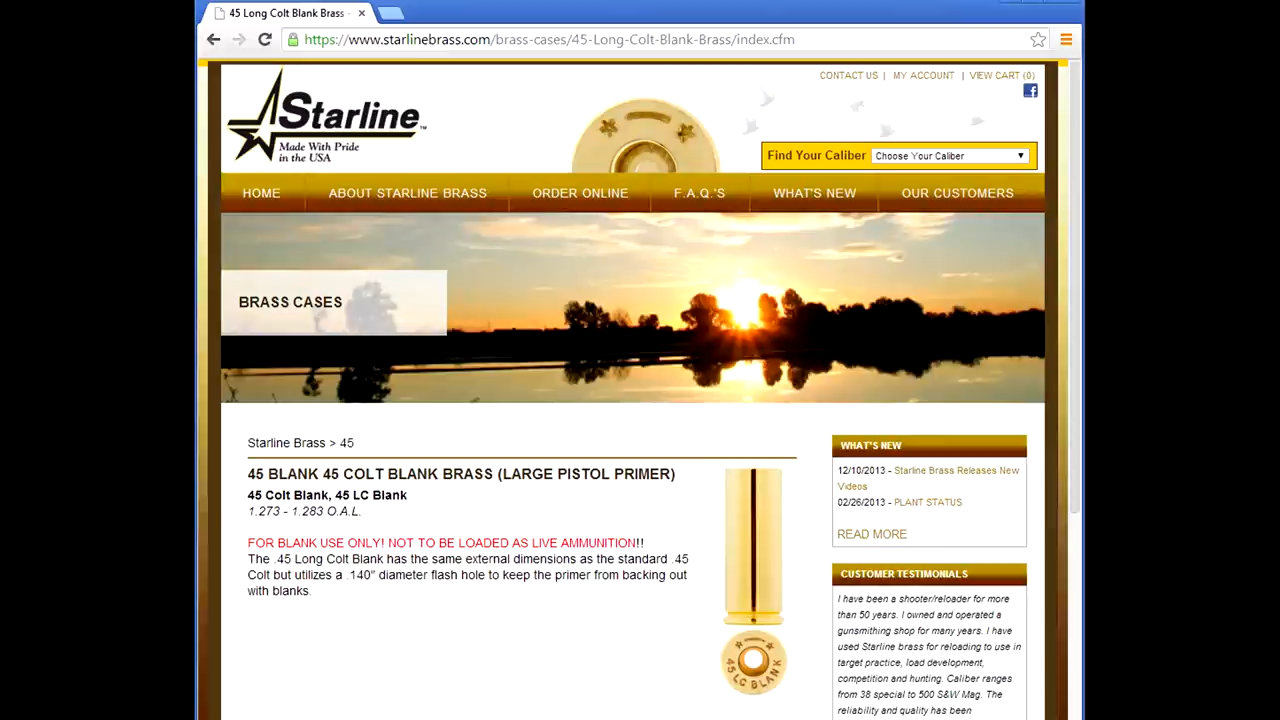 45 Long Colt Blank Brass
https://www.starlinebrass.com/brass-cases/45-Long-Colt-Blank-Brass/index.cfm
CONTACT US | MY ACCOUNT | VIEW CART (0)
Starline™
Made With Pride
in the USA
Find Your Caliber Choose Your Caliber
HOME ABOUT STARLINE BRASS ORDER ONLINE F.A.Q.'S WHAT'S NEW OUR CUSTOMERS
BRASS CASES
Starline Brass > 45
45 BLANK 45 COLT BLANK BRASS (LARGE PISTOL PRIMER)
45 Colt Blank, 45 LC Blank
1.273 - 1.283 O.A.L.
FOR BLANK USE ONLY! NOT TO BE LOADED AS LIVE AMMUNITION!!
The .45 Long Colt Blank has the same external dimensions as the standard .45
Colt but utilizes a .140" diameter flash hole to keep the primer from backing out
with blanks.
45 LC BLANK
WHAT'S NEW
12/10/2013 - Starline Brass Releases New
Videos
02/26/2013 - PLANT STATUS
READ MORE
CUSTOMER TESTIMONIALS
I have been a shooter/reloader for more
than 50 years. I owned and operated a
gunsmithing shop for many years. I have
used Starline brass for reloading to use in
target practice, load development,
competition and hunting. Caliber ranges
from 38 special to 500 S&W Mag. The
reliability and quality has been